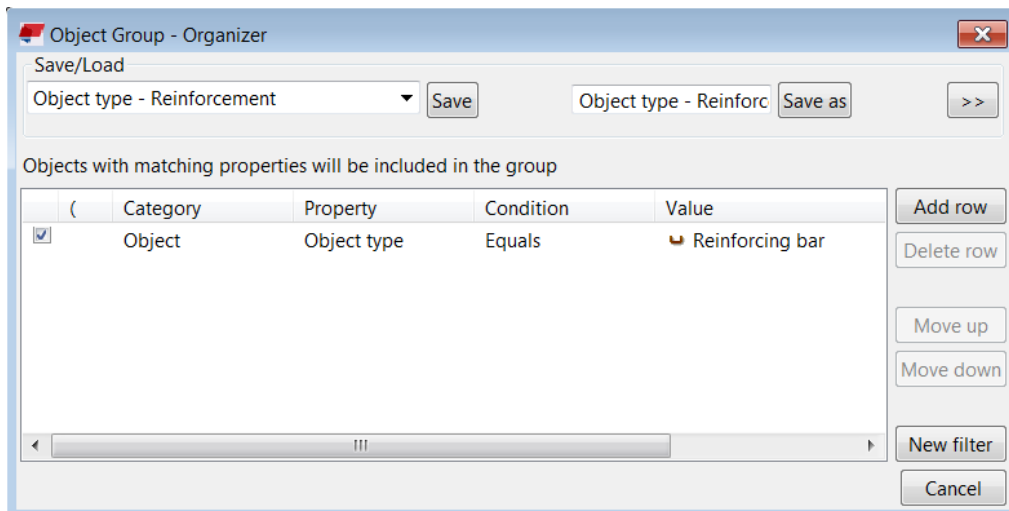 Object Group - Organizer
Save/Load
Object type - Reinforcement Save Object type - Reinforc Save as >>
Objects with matching properties will be included in the group
( Category Property Condition Value Add row
Object Object type Equals Reinforcing bar
Delete row
Move up
Move down
New filter
Cancel